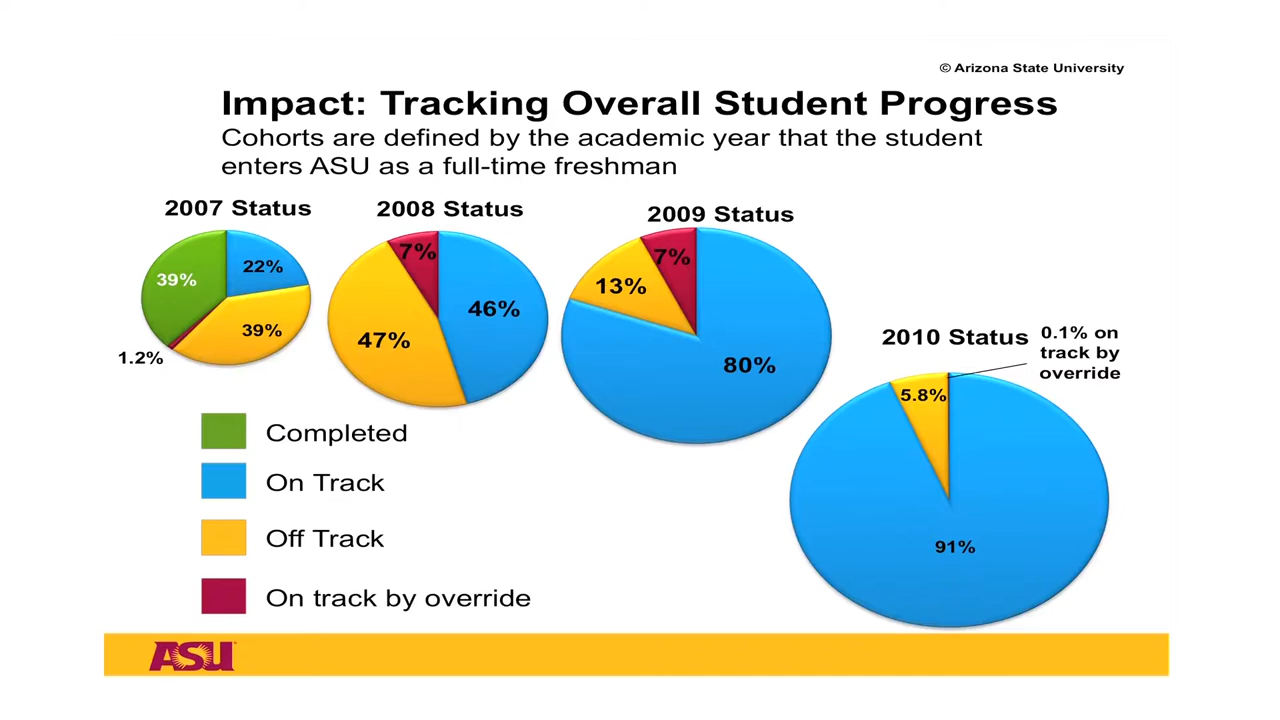 © Arizona State University
Impact: Tracking Overall Student Progress
Cohorts are defined by the academic year that the student
enters ASU as a full-time freshman
2007 Status
39%
22%
39%
1.2%
2008 Status
7%
46%
47%
2009 Status
7%
13%
80%
2010 Status
0.1% on
track by
override
5.8%
91%
Completed
On Track
Off Track
On track by override
ASU